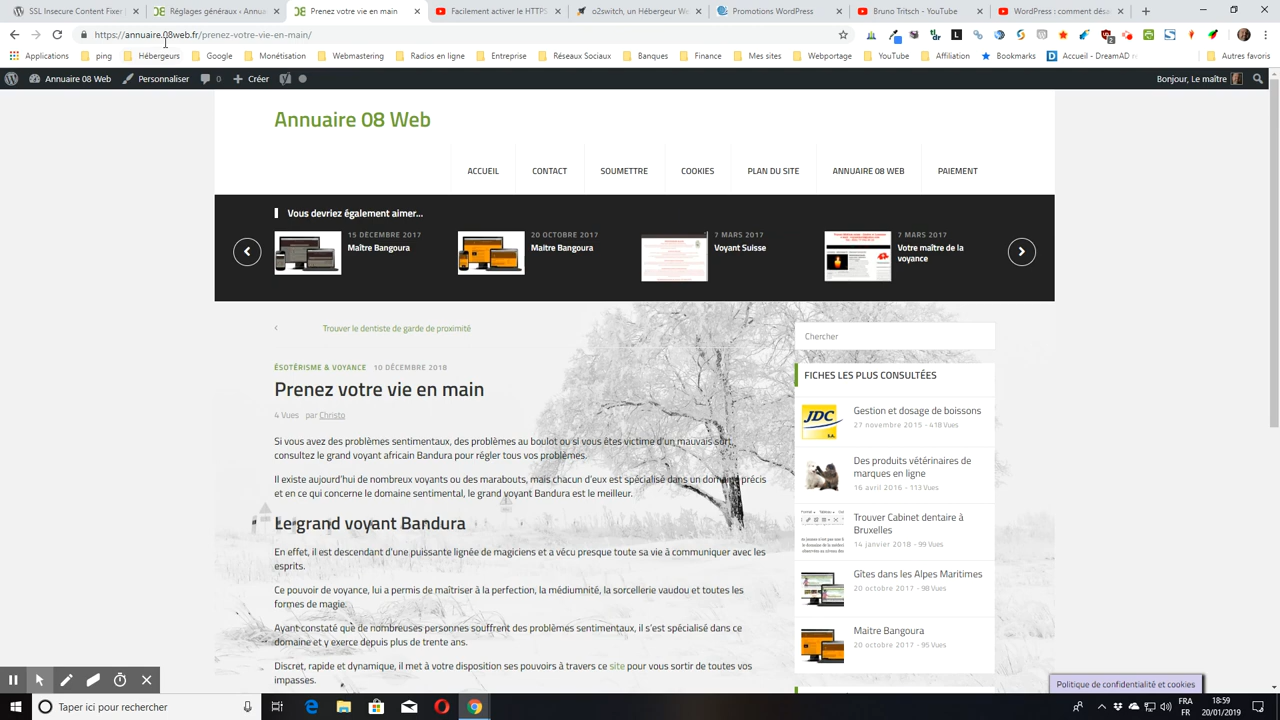 SSL Insecure Content Fixer
Réglages généraux ‹ Annua
Prenez votre vie en main
Facilement activer le HTTPS
o2switch, un Hébergeur We
Promotions WordPress
Bruno Tritsch - YouTube
WordPress : comment désa
https://annuaire.08web.fr/prenez-votre-vie-en-main/
Applications ping Hébergeurs Google Monétisation Webmastering Radios en ligne Entreprise Réseaux Sociaux Banques Finance Mes sites Webportage YouTube Affiliation Bookmarks Accueil - DreamAD re Autres favoris
Annuaire 08 Web Personnaliser 0 Créer Bonjour, Le maître
Annuaire 08 Web
ACCUEIL CONTACT SOUMETTRE COOKIES PLAN DU SITE ANNUAIRE 08 WEB PAIEMENT
Vous devriez également aimer...
15 DÉCEMBRE 2017
Maître Bangoura
20 OCTOBRE 2017
Maitre Bangoura
7 MARS 2017
Voyant Suisse
7 MARS 2017
Votre maître de la
voyance
‹ Trouver le dentiste de garde de proximité
ÉSOTÉRISME & VOYANCE 10 DÉCEMBRE 2018
Prenez votre vie en main
4 Vues par Christo
Si vous avez des problèmes sentimentaux, des problèmes au boulot ou si vous êtes victime d'un mauvais sort,
consultez le grand voyant africain Bandura pour régler tous vos problèmes.
Il existe aujourd'hui de nombreux voyants ou des marabouts, mais chacun d'eux est spécialisé dans un domaine précis
et en ce qui concerne le domaine sentimental, le grand voyant Bandura est le meilleur.
Le grand voyant Bandura
En effet, il est descendant d'une puissante lignée de magiciens et a vécu presque toute sa vie à communiquer avec les
esprits.
Ce pouvoir de voyance, lui a permis de maîtriser à la perfection, la médiumnité, la sorcellerie vaudou et toutes les
formes de magie.
Ayant constaté que de nombreuses personnes souffrent des problèmes sentimentaux, il s'est spécialisé dans ce
domaine et y exerce depuis plus de trente ans.
Discret, rapide et dynamique, il met à votre disposition ses pouvoirs à travers ce site pour vous sortir de toutes vos
impasses.
Chercher
FICHES LES PLUS CONSULTÉES
JDC
Gestion et dosage de boissons
27 novembre 2015 - 418 Vues
Des produits vétérinaires de
marques en ligne
16 avril 2016 - 113 Vues
Trouver Cabinet dentaire à
Bruxelles
14 janvier 2018 - 99 Vues
Gîtes dans les Alpes Maritimes
20 octobre 2017 - 98 Vues
Maitre Bangoura
20 octobre 2017 - 95 Vues
Politique de confidentialité et cookies
Taper ici pour rechercher
FRA
FR
18:59
20/01/2019